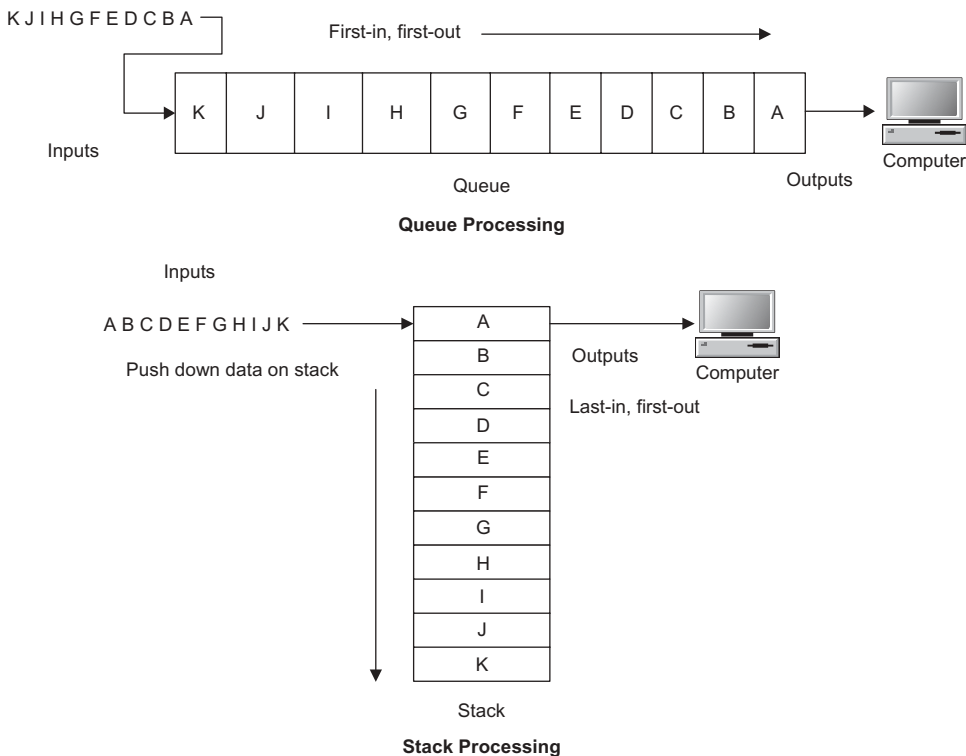 K J I H G F E D C B A
First-in, first-out
K J I H G F E D C B A
Inputs
Computer
Queue
Outputs
Queue Processing
Inputs
A B C D E F G H I J K
A
B
Outputs
Push down data on stack
Computer
C
Last-in, first-out
D
E
F
G
H
I
J
K
Stack
Stack Processing